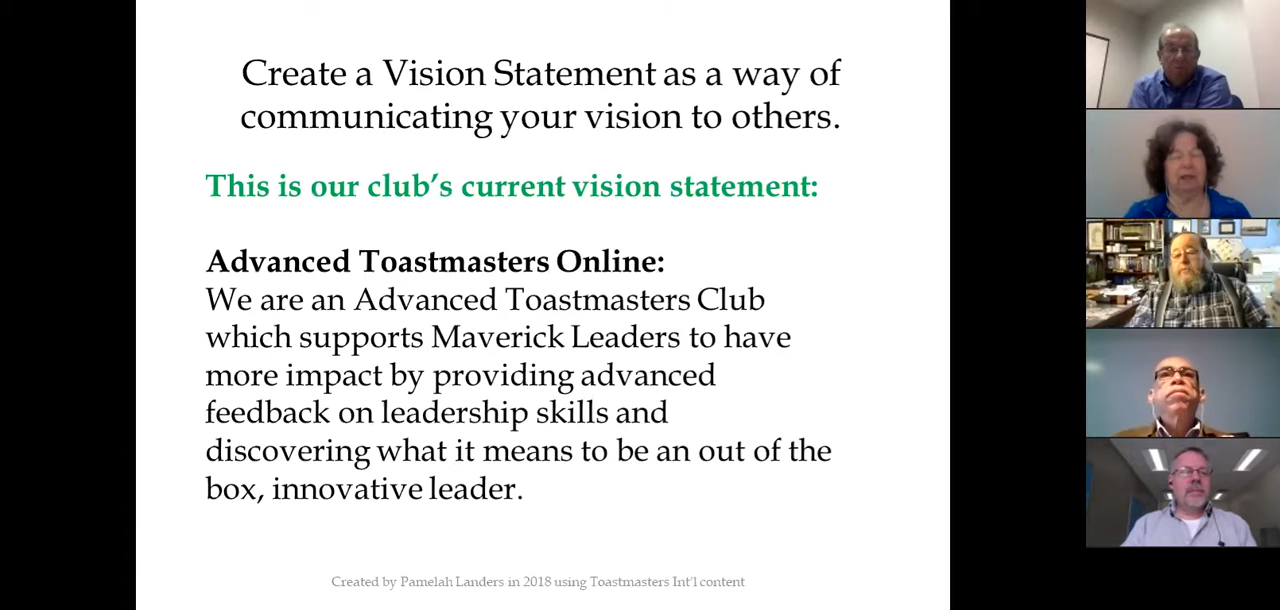 Create a Vision Statement as a way of
communicating your vision to others.
This is our club’s current vision statement:
Advanced Toastmasters Online:
We are an Advanced Toastmasters Club
which supports Maverick Leaders to have
more impact by providing advanced
feedback on leadership skills and
discovering what it means to be an out of the
box, innovative leader.
Created by Pamelah Landers in 2018 using Toastmasters Int'l content